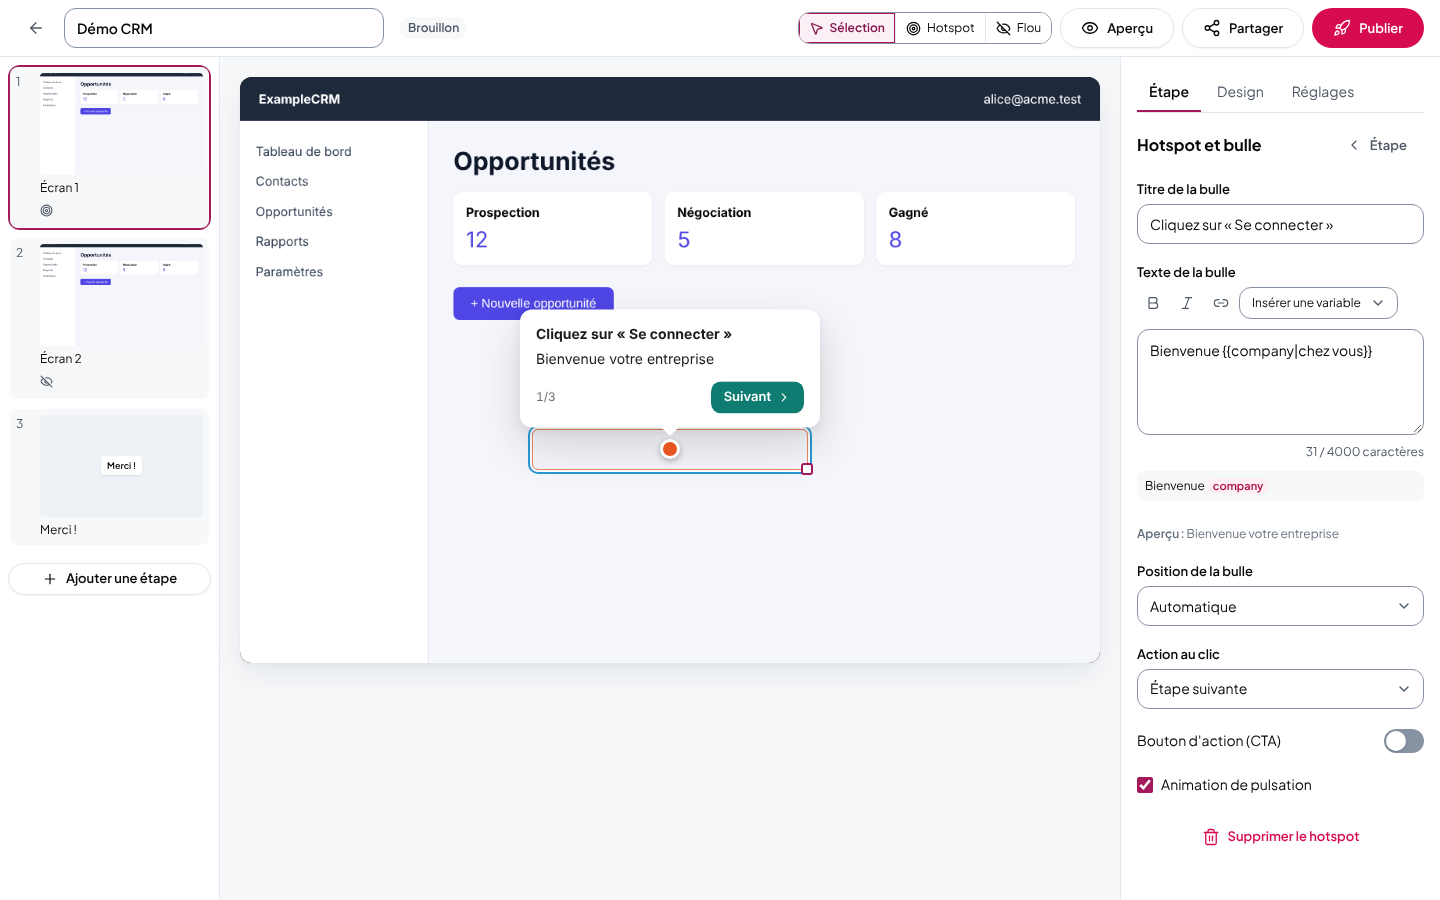 Démo CRM
Brouillon
Sélection
Hotspot
Flou
Aperçu
Partager
Publier
1
Opportunités
Écran 1
2
Opportunités
Écran 2
3
Merci !
Merci !
Ajouter une étape
ExampleCRM
alice@acme.test
Tableau de bord
Contacts
Opportunités
Rapports
Paramètres
Opportunités
Prospection
12
Négociation
5
Gagné
8
+ Nouvelle opportunité
Cliquez sur « Se connecter »
Bienvenue votre entreprise
1/3
Suivant
Étape
Design
Réglages
Hotspot et bulle
Étape
Titre de la bulle
Cliquez sur « Se connecter »
Texte de la bulle
B
I
Insérer une variable
Bienvenue {{company|chez vous}}
31 / 4000 caractères
Bienvenue company
Aperçu : Bienvenue votre entreprise
Position de la bulle
Automatique
Action au clic
Étape suivante
Bouton d'action (CTA)
Animation de pulsation
Supprimer le hotspot